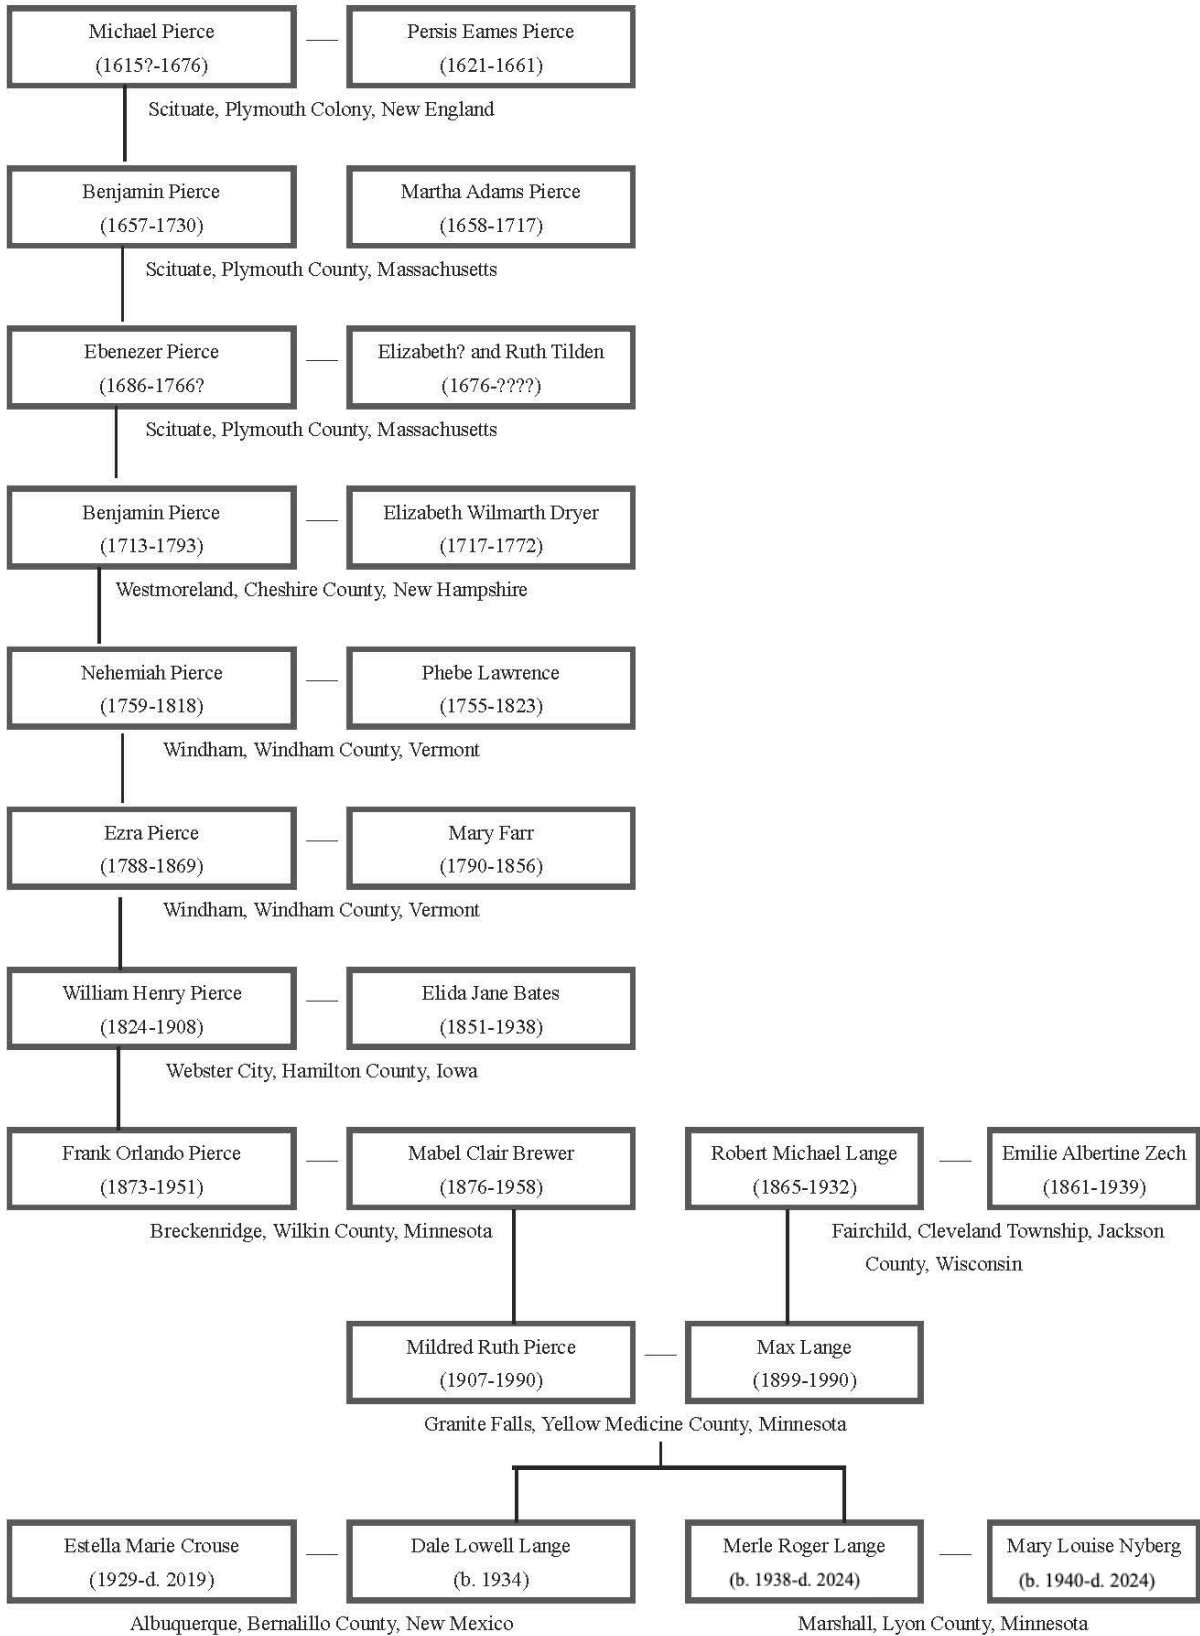 Michael Pierce
(1615?-1676)
Persis Eames Pierce
(1621-1661)
Scituate, Plymouth Colony, New England
Benjamin Pierce
(1657-1730)
Martha Adams Pierce
(1658-1717)
Scituate, Plymouth County, Massachusetts
Ebenezer Pierce
(1686-1766?
Elizabeth? and Ruth Tilden
(1676-????)
Scituate, Plymouth County, Massachusetts
Benjamin Pierce
(1713-1793)
Elizabeth Wilmarth Dryer
(1717-1772)
Westmoreland, Cheshire County, New Hampshire
Nehemiah Pierce
(1759-1818)
Phebe Lawrence
(1755-1823)
Windham, Windham County, Vermont
Ezra Pierce
(1788-1869)
Mary Farr
(1790-1856)
Windham, Windham County, Vermont
William Henry Pierce
(1824-1908)
Elida Jane Bates
(1851-1938)
Webster City, Hamilton County, Iowa
Frank Orlando Pierce
(1873-1951)
Mabel Clair Brewer
(1876-1958)
Breckenridge, Wilkin County, Minnesota
Robert Michael Lange
(1865-1932)
Emilie Albertine Zech
(1861-1939)
Fairchild, Cleveland Township, Jackson
County, Wisconsin
Mildred Ruth Pierce
(1907-1990)
Max Lange
(1899-1990)
Granite Falls, Yellow Medicine County, Minnesota
Estella Marie Crouse
(1929-d. 2019)
Dale Lowell Lange
(b. 1934)
Albuquerque, Bernalillo County, New Mexico
Merle Roger Lange
(b. 1938-d. 2024)
Mary Louise Nyberg
(b. 1940-d. 2024)
Marshall, Lyon County, Minnesota